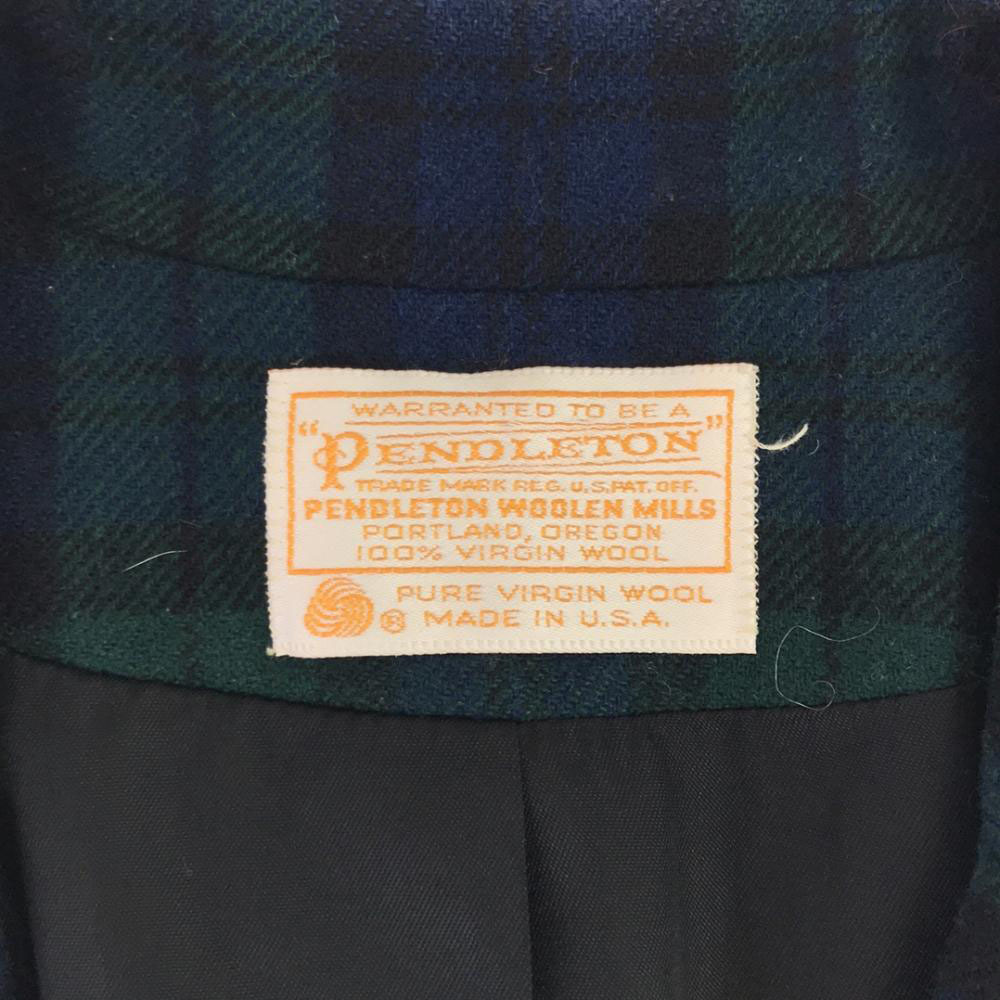 WARRANTED TO BE A
"PENDLETON"
TRADE MARK REG. U.S. PAT. OFF.
PENDLETON WOOLEN MILLS
PORTLAND, OREGON
100% VIRGIN WOOL
PURE VIRGIN WOOL
® MADE IN U.S.A.